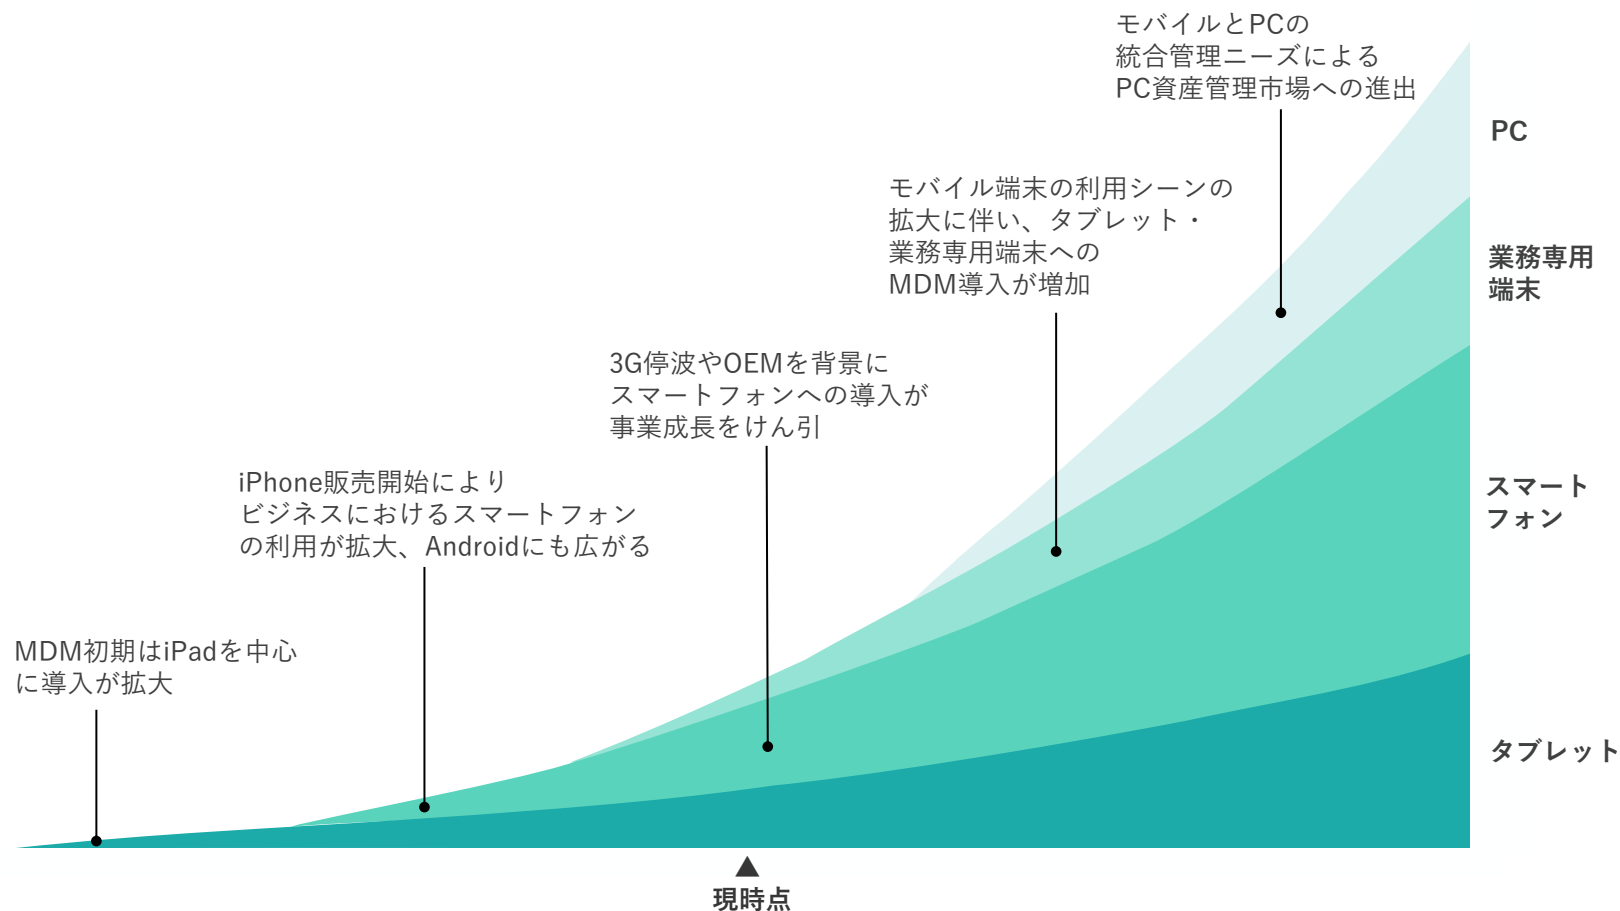 モバイルとPCの
統合管理ニーズによる
PC資産管理市場への進出
PC
モバイル端末の利用シーンの
拡大に伴い、タブレット・
業務専用端末への
MDM導入が増加
業務専用
端末
3G停波やOEMを背景に
スマートフォンへの導入が
事業成長をけん引
iPhone販売開始により
ビジネスにおけるスマートフォン
の利用が拡大、Androidにも広がる
スマート
フォン
MDM初期はiPadを中心
に導入が拡大
タブレット
▲
現時点